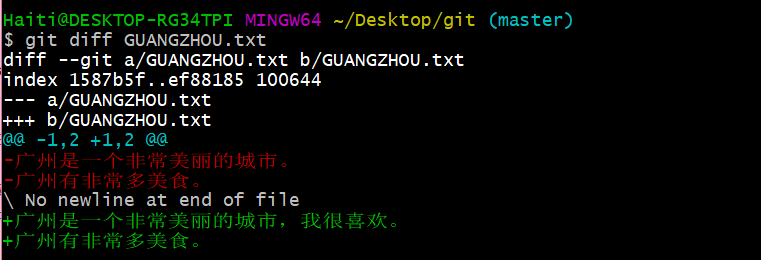 Haiti@DESKTOP-RG34TPI MINGW64 ~/Desktop/git (master)
$ git diff GUANGZHOU.txt
diff --git a/GUANGZHOU.txt b/GUANGZHOU.txt
index 1587b5f..ef88185 100644
--- a/GUANGZHOU.txt
+++ b/GUANGZHOU.txt
@@ -1,2 +1,2 @@
-广州是一个非常美丽的城市。
-广州有非常多美食。
\ No newline at end of file
+广州是一个非常美丽的城市，我很喜欢。
+广州有非常多美食。